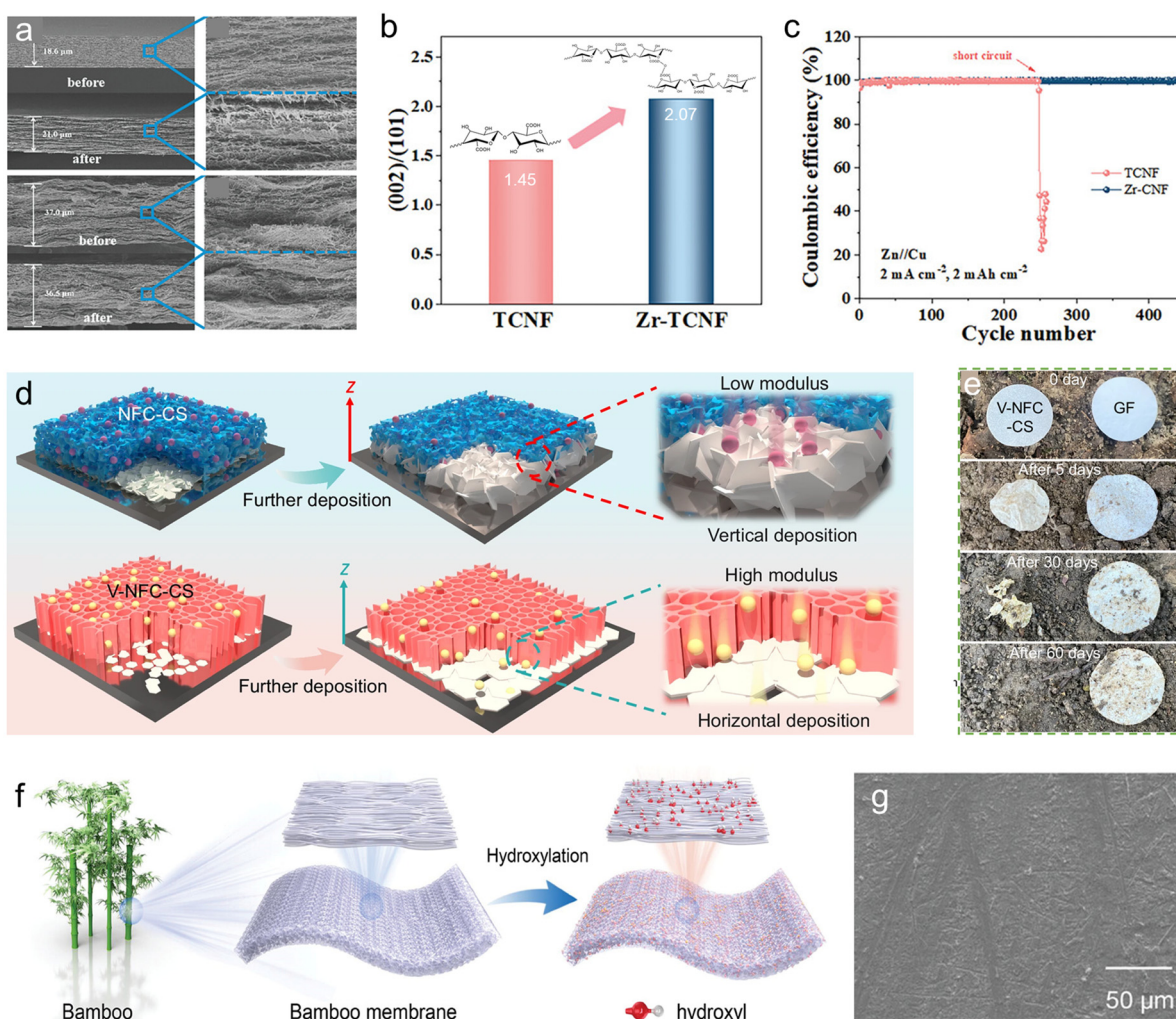 a
18.6 μm
before
21.0 μm
after
37.0 μm
before
36.5 μm
after
b
(002)/(101)
2.5
2.0
1.5
1.0
0.5
0.0
1.45
2.07
TCNF
Zr-TCNF
c
Coulombic efficiency (%)
120
100
80
60
40
20
0
short circuit
TCNF
Zr-CNF
Zn//Cu
2 mA cm⁻², 2 mAh cm⁻²
0
100
200
300
400
Cycle number
d
NFC-CS
z
Further deposition
Low modulus
Vertical deposition
V-NFC-CS
z
Further deposition
High modulus
Horizontal deposition
e
0 day
V-NFC
-CS
GF
After 5 days
After 30 days
After 60 days
f
Hydroxylation
Bamboo
Bamboo membrane
hydroxyl
g
50 μm